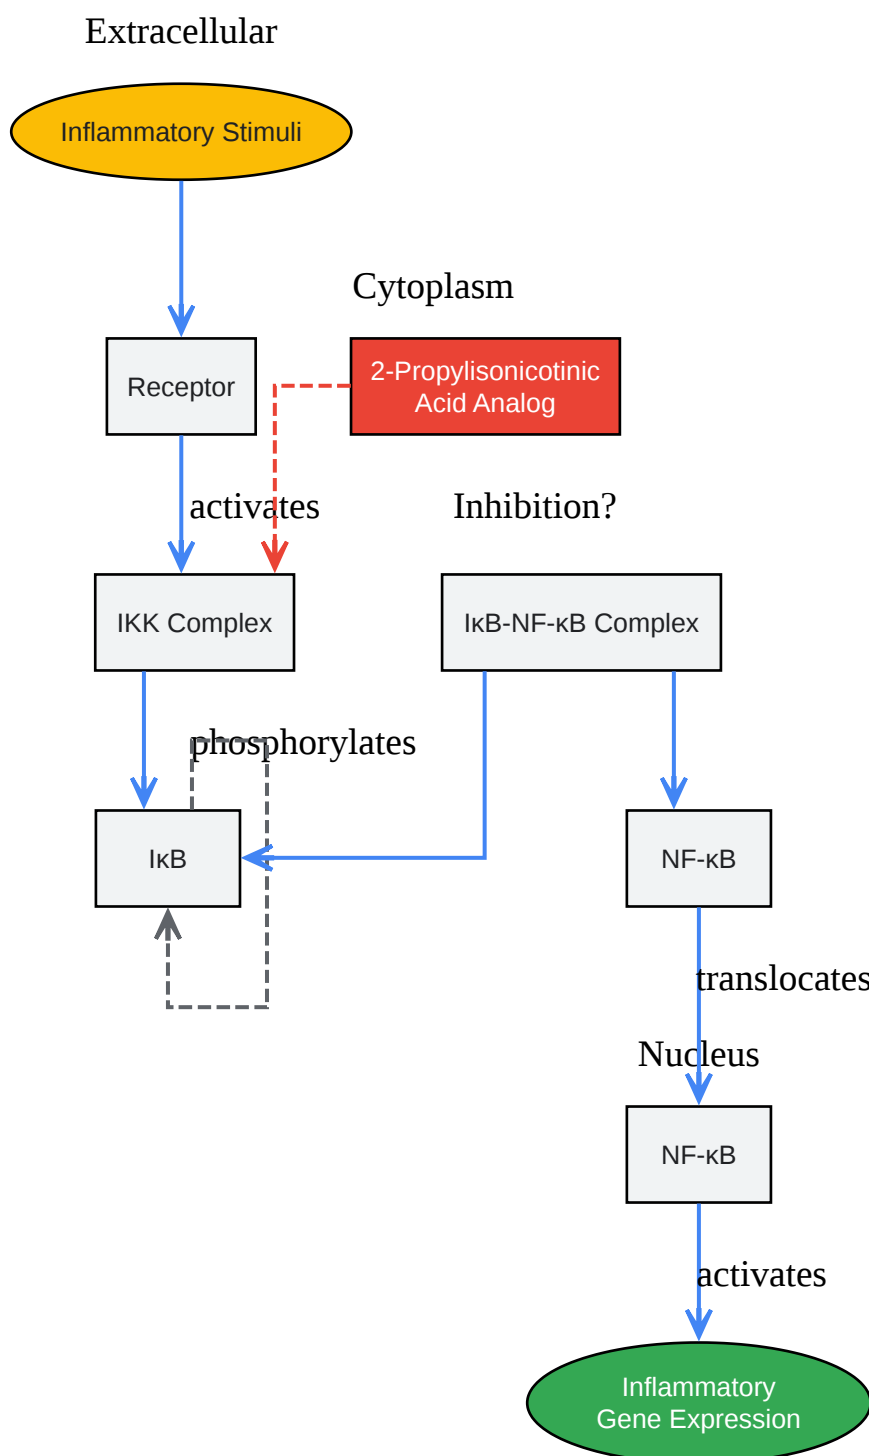 Extracellular
Inflammatory Stimuli
Cytoplasm
Receptor
2-Propylisonicotinic
Acid Analog
activates
Inhibition?
IKK Complex
IκB-NF-κB Complex
phosphorylates
IκB
NF-κB
translocates
Nucleus
NF-κB
activates
Inflammatory
Gene Expression